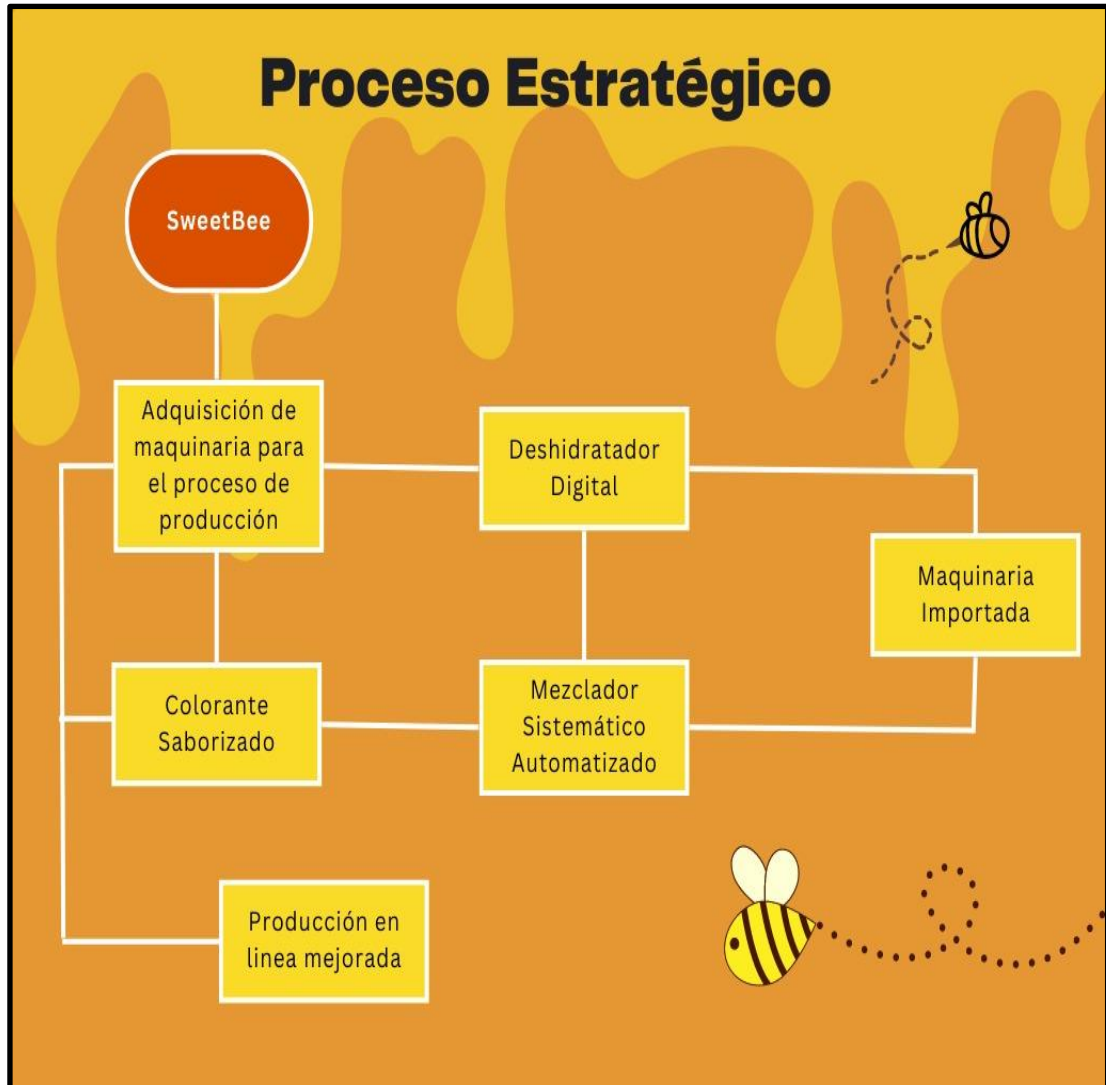 Proceso Estratégico
SweetBee
Adquisición de
maquinaria para
el proceso de
producción
Deshidratador
Digital
Maquinaria
Importada
Colorante
Saborizado
Mezclador
Sistemático
Automatizado
Producción en
linea mejorada